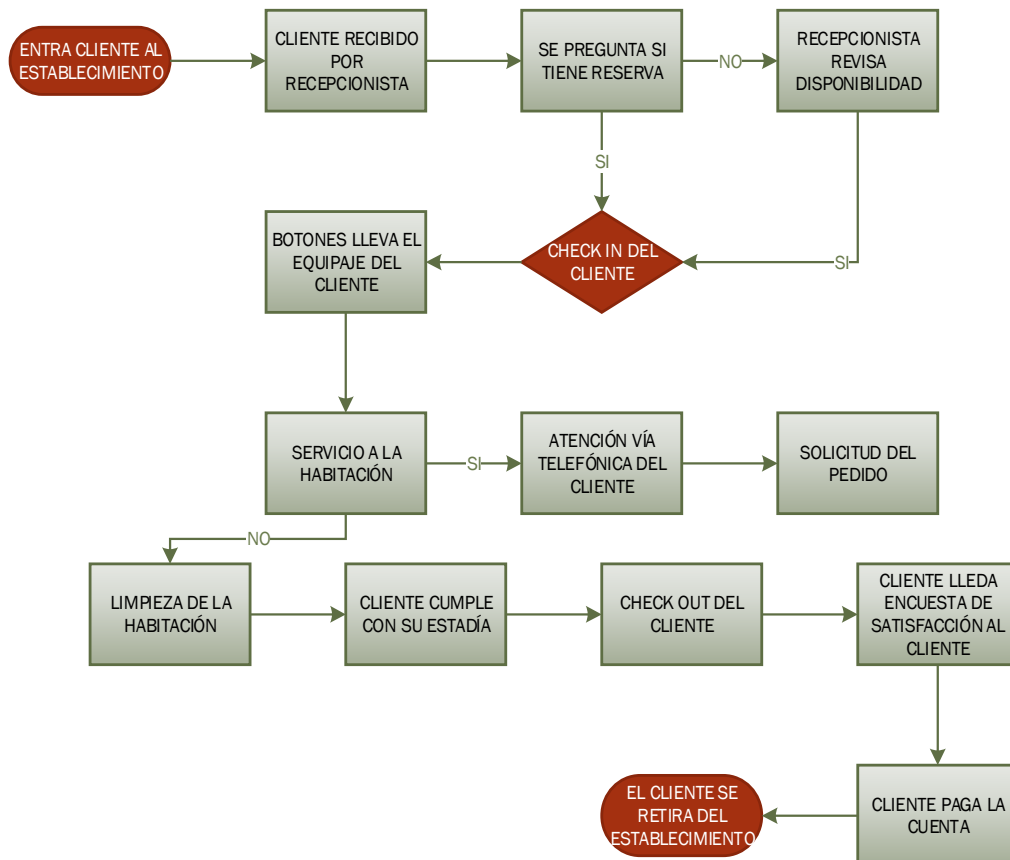 ENTRA CLIENTE AL
ESTABLECIMIENTO
CLIENTE RECIBIDO
POR
RECEPCIONISTA
SE PREGUNTA SI
TIENE RESERVA
NO
RECEPCIONISTA
REVISA
DISPONIBILIDAD
SI
SI
CHECK IN DEL
CLIENTE
BOTONES LLEVA EL
EQUIPAJE DEL
CLIENTE
SERVICIO A LA
HABITACIÓN
SI
ATENCIÓN VÍA
TELEFÓNICA DEL
CLIENTE
SOLICITUD DEL
PEDIDO
NO
LIMPIEZA DE LA
HABITACIÓN
CLIENTE CUMPLE
CON SU ESTADÍA
CHECK OUT DEL
CLIENTE
CLIENTE LLEDA
ENCUESTA DE
SATISFACCIÓN AL
CLIENTE
CLIENTE PAGA LA
CUENTA
EL CLIENTE SE
RETIRA DEL
ESTABLECIMIENTO